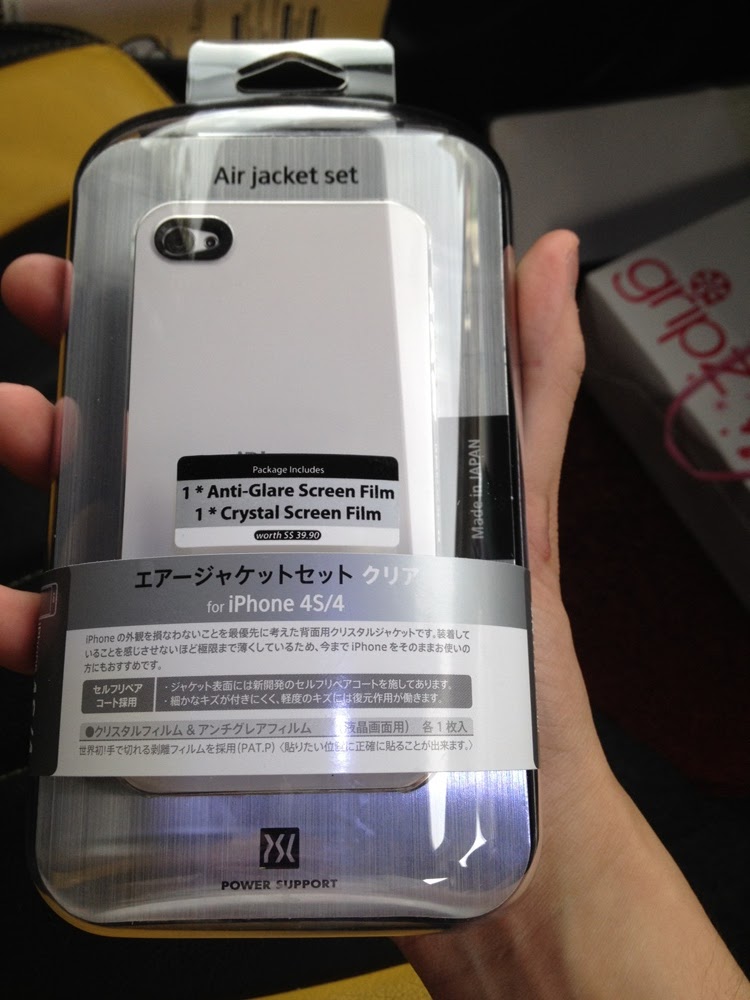 Air jacket set
Package Includes
1 * Anti-Glare Screen Film
1 * Crystal Screen Film
worth S$ 39.90
Made in JAPAN
エアージャケットセット クリア
for iPhone 4S/4
iPhone の外観を損なわないことを最優先に考えた背面用クリスタルジャケットです。装着して
いることを感じさせないほど極限まで薄くしているため、今まで iPhone をそのままお使いの
方にもおすすめです。
セルフリペア
コート採用
・ジャケット表面には新開発のセルフリペアコートを施してあります。
・細かなキズが付きにくく、軽度のキズには復元作用が働きます。
●クリスタルフィルム & アンチグレアフィルム (液晶画面用) 各1枚入
世界初!手で切れる剥離フィルムを採用(PAT.P)〈貼りたい位置に正確に貼ることが出来ます。〉
POWER SUPPORT
grip